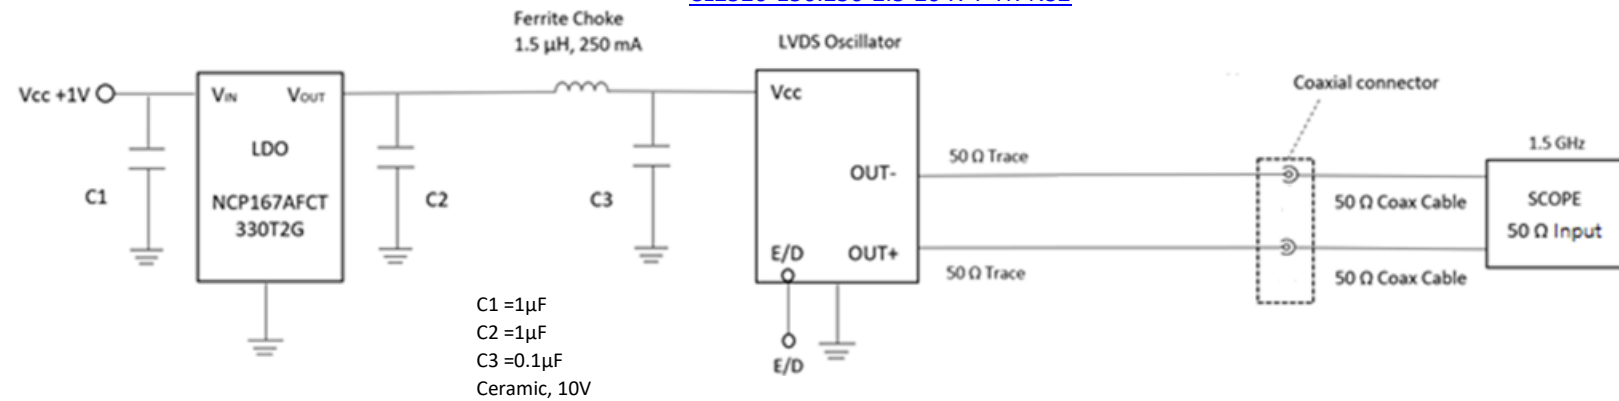 Ferrite Choke
1.5 µH, 250 mA
LVDS Oscillator
Vcc +1V
VIN
VOUT
LDO
NCP167AFCT
330T2G
C1
C2
C3
Vcc
OUT-
E/D
OUT+
E/D
50 Ω Trace
50 Ω Trace
Coaxial connector
50 Ω Coax Cable
50 Ω Coax Cable
1.5 GHz
SCOPE
50 Ω Input
C1 =1µF
C2 =1µF
C3 =0.1µF
Ceramic, 10V